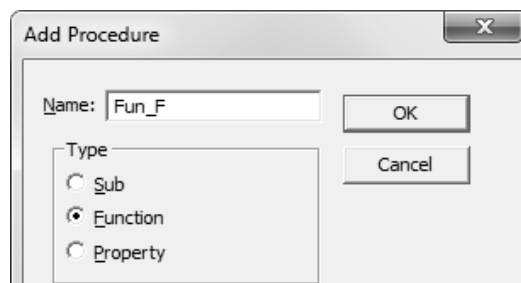 Add Procedure
X
Name: Fun_F
OK
Type
Cancel
Sub
Function
Property